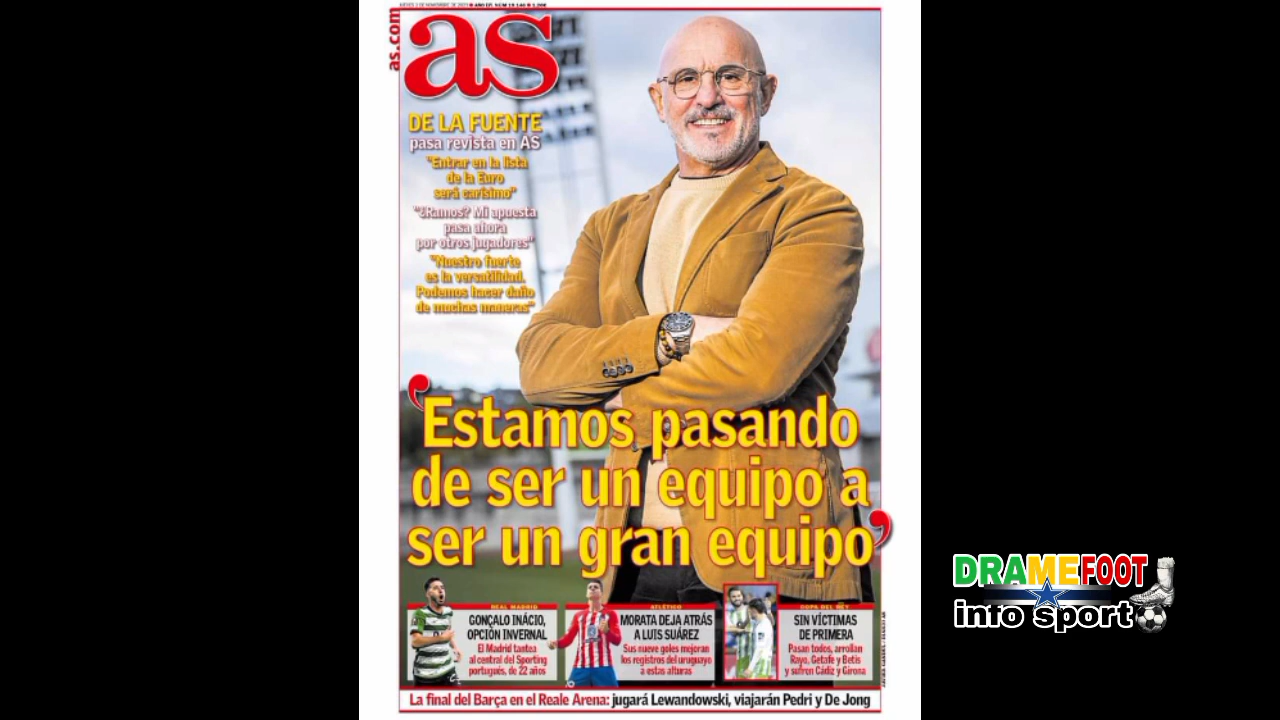 JUEVES 2 DE NOVIEMBRE DE 2023
as.com
as
DE LA FUENTE
pasa revista en AS
"Entrar en la lista
de la Euro
será carísimo"
"¿Ramos? Mi apuesta
pasa ahora
por otros jugadores"
"Nuestro fuerte
es la versatilidad.
Podemos hacer daño
de muchas maneras"
'Estamos pasando
de ser un equipo a
ser un gran equipo'
REAL MADRID
GONÇALO INÁCIO,
OPCIÓN INVERNAL
El Madrid tantea
al central del Sporting
portugués, de 22 años
ATLÉTICO
MORATA DEJA ATRÁS
A LUIS SUÁREZ
Sus nueve goles mejoran
los registros del uruguayo
a estas alturas
COPA DEL REY
SIN VÍCTIMAS
DE PRIMERA
Pasan todos, arrollan
Rayo, Getafe y Betis
y sufren Cádiz y Girona
La final del Barça en el Reale Arena: jugará Lewandowski, viajarán Pedri y De Jong
DRAMEFOOT
info sport